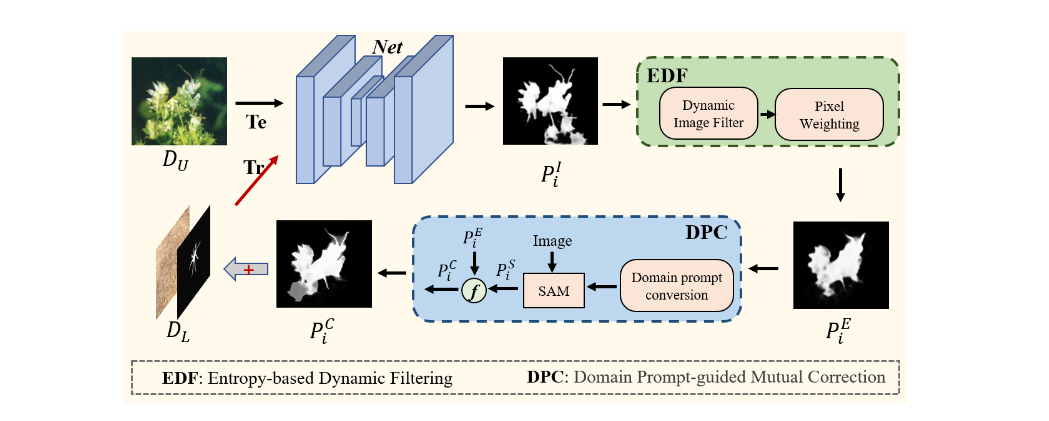 Net
EDF
Dynamic
Image Filter
Pixel
Weighting
Te
D_U
Tr
P_i^I
DPC
P_i^E
Image
P_i^C
P_i^S
f
SAM
Domain prompt
conversion
+
D_L
P_i^C
P_i^E
EDF: Entropy-based Dynamic Filtering
DPC: Domain Prompt-guided Mutual Correction